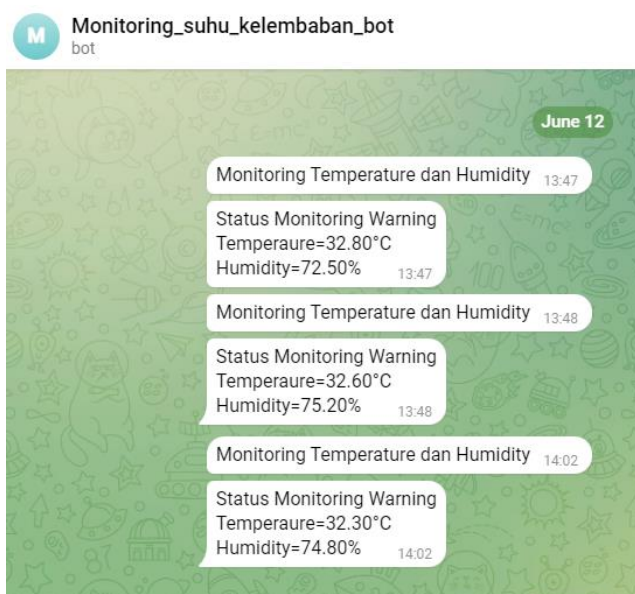 M
Monitoring_suhu_kelembaban_bot
bot
June 12
Monitoring Temperature dan Humidity 13:47
Status Monitoring Warning
Temperaure=32.80°C
Humidity=72.50% 13:47
Monitoring Temperature dan Humidity 13:48
Status Monitoring Warning
Temperaure=32.60°C
Humidity=75.20% 13:48
Monitoring Temperature dan Humidity 14:02
Status Monitoring Warning
Temperaure=32.30°C
Humidity=74.80% 14:02